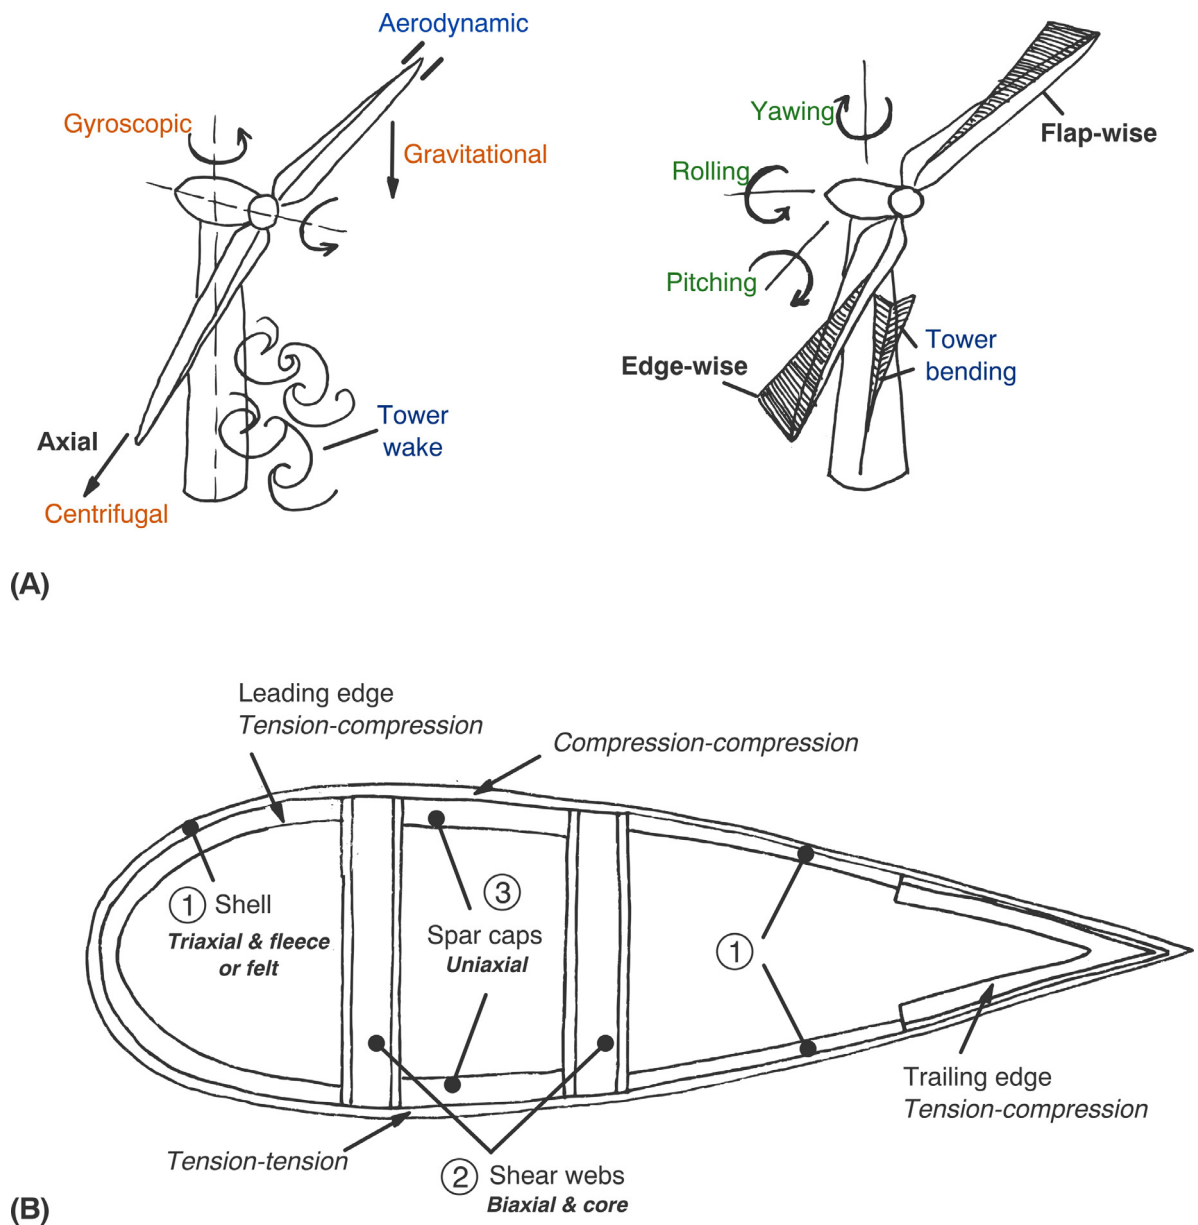 Aerodynamic
Gyroscopic
Gravitational
Axial
Centrifugal
Tower
wake
Yawing
Rolling
Pitching
Flap-wise
Edge-wise
Tower
bending
(A)
Leading edge
Tension-compression
Compression-compression
1 Shell
Triaxial & fleece
or felt
3
Spar caps
Uniaxial
1
Trailing edge
Tension-compression
Tension-tension
2 Shear webs
Biaxial & core
(B)